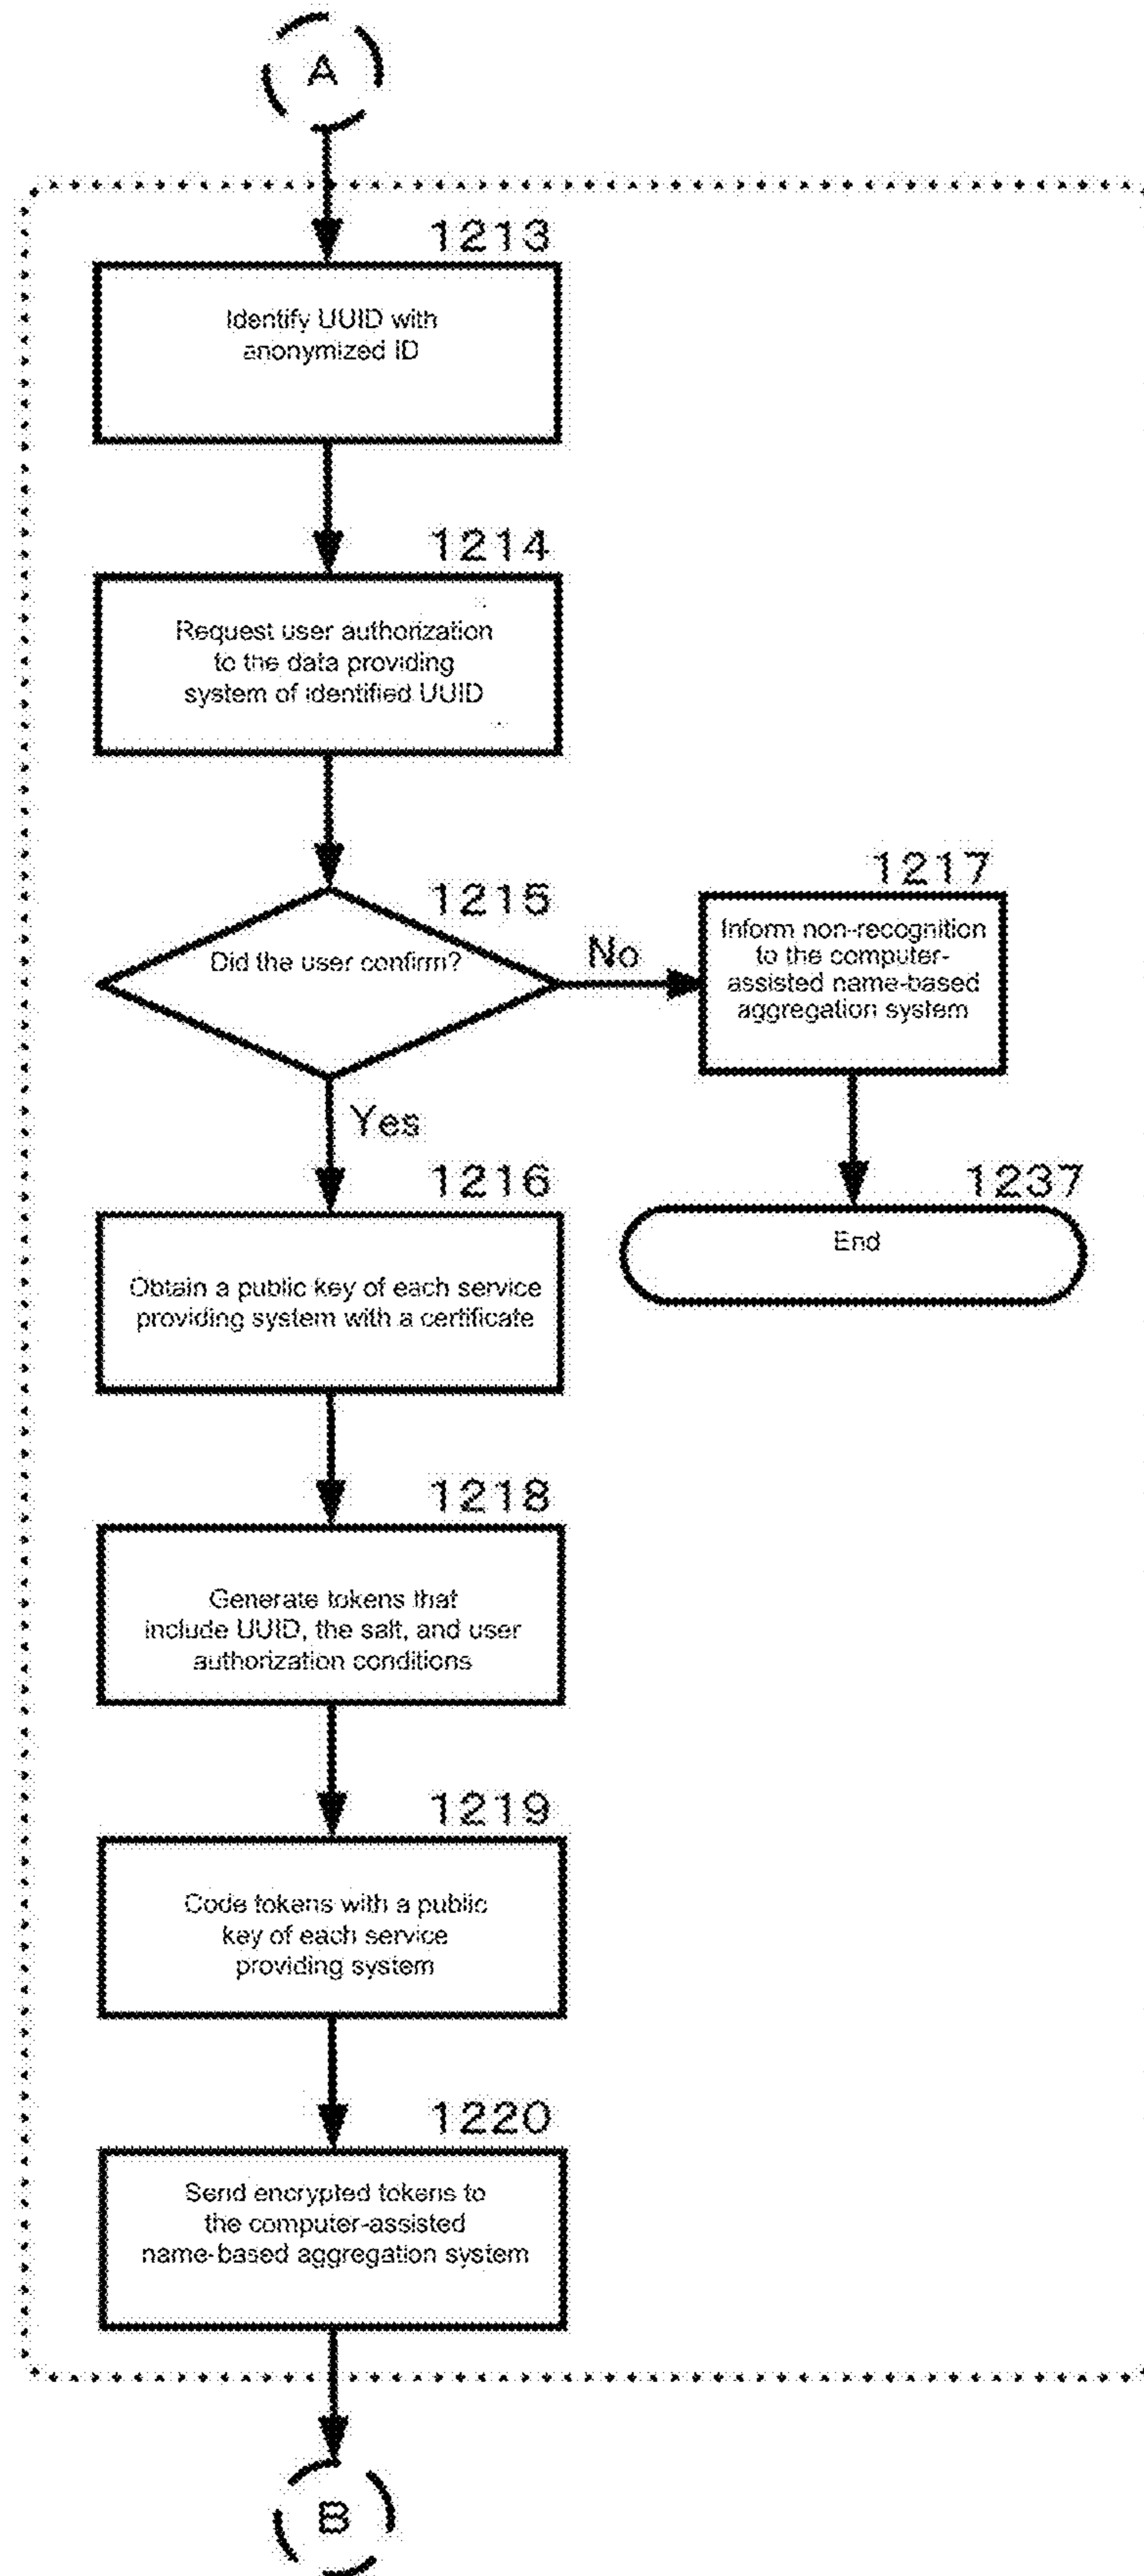 A
1213
Identify UUID with
anonymized ID
1214
Request user authorization
to the data providing
system of identified UUID
1215
Did the user confirm?
No
1217
Inform non-recognition
to the computer-
assisted name-based
aggregation system
Yes
1216
Obtain a public key of each service
providing system with a certificate
1237
End
1218
Generate tokens that
include UUID, the salt, and user
authorization conditions
1219
Code tokens with a public
key of each service
providing system
1220
Send encrypted tokens to
the computer-assisted
name-based aggregation system
B